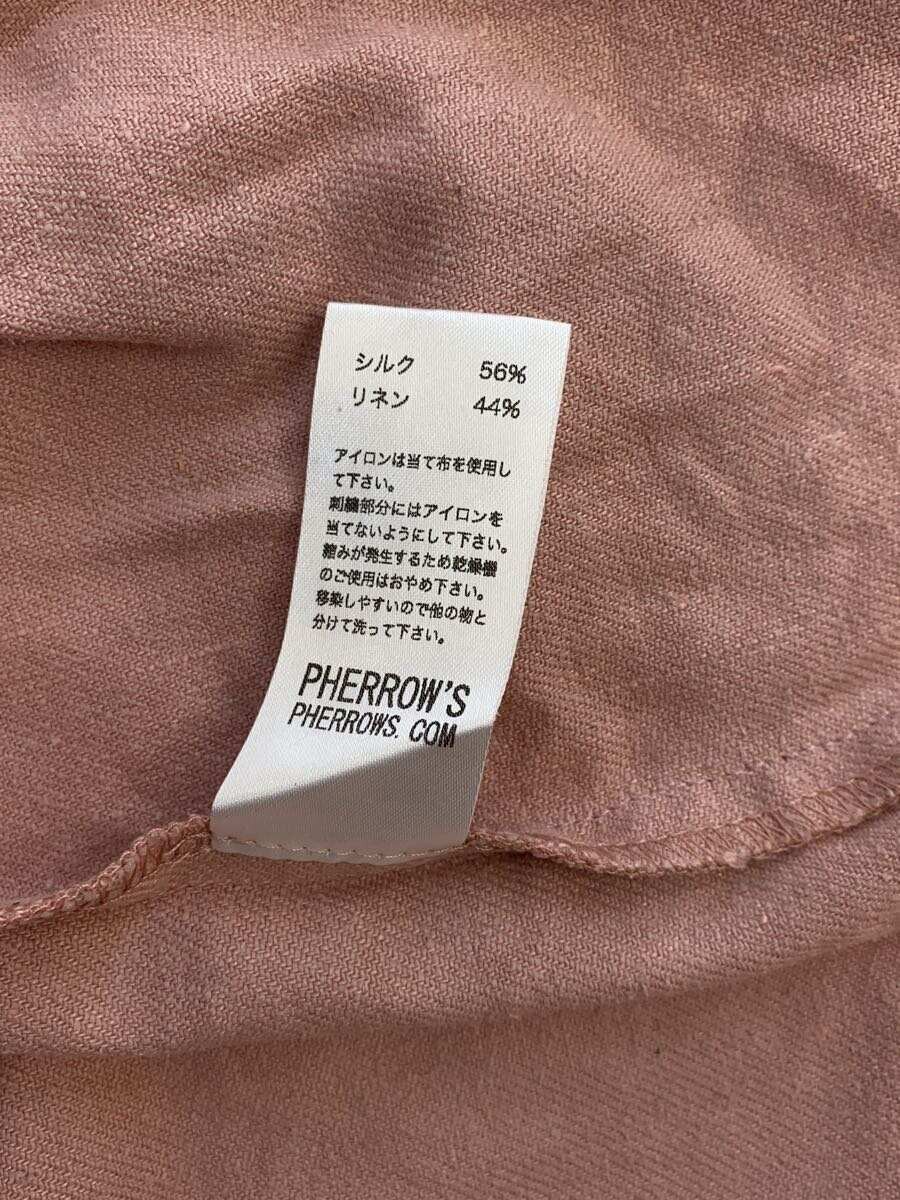 シルク 56%
リネン 44%
アイロンは当て布を使用し
て下さい。
刺繍部分にはアイロンを
当てないようにして下さい。
縮みが発生するため乾燥機
のご使用はおやめ下さい。
移染しやすいので他の物と
分けて洗って下さい。
PHERROW'S
PHERROWS.COM